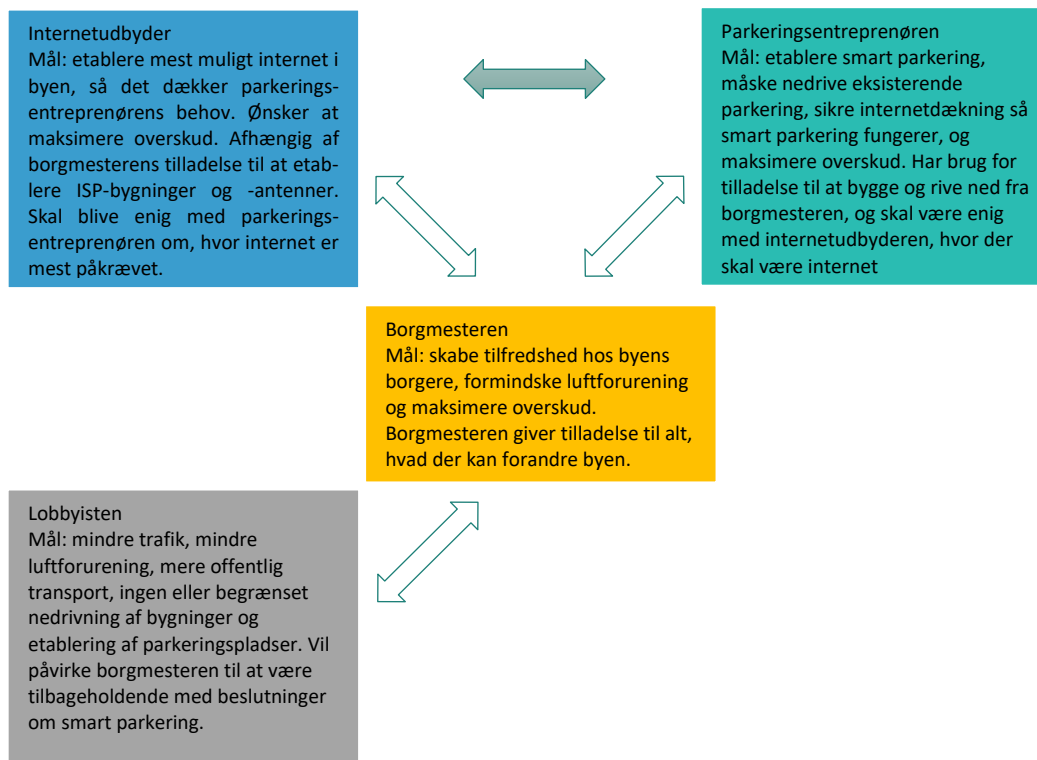 Internetudbyder
Mål: etablere mest muligt internet i
byen, så det dækker parkerings-
entreprenørens behov. Ønsker at
maksimere overskud. Afhængig af
borgmesterens tilladelse til at etab-
lere ISP-bygninger og -antenner.
Skal blive enig med parkerings-
entreprenøren om, hvor internet er
mest påkrævet.
Parkeringsentreprenøren
Mål: etablere smart parkering,
måske nedrive eksisterende
parkering, sikre internetdækning så
smart parkering fungerer, og
maksimere overskud. Har brug for
tilladelse til at bygge og rive ned fra
borgmesteren, og skal være enig
med internetudbyderen, hvor der
skal være internet
Borgmesteren
Mål: skabe tilfredshed hos byens
borgere, formindske luftforurening
og maksimere overskud.
Borgmesteren giver tilladelse til alt,
hvad der kan forandre byen.
Lobbyisten
Mål: mindre trafik, mindre
luftforurening, mere offentlig
transport, ingen eller begrænset
nedrivning af bygninger og
etablering af parkeringspladser. Vil
påvirke borgmesteren til at være
tilbageholdende med beslutninger
om smart parkering.